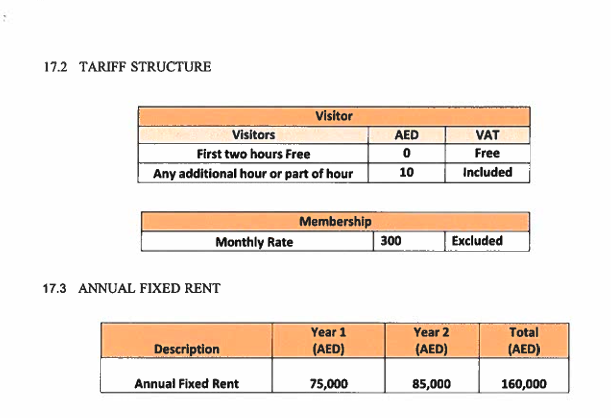 17.2 TARIFF STRUCTURE
Visitor
Visitors AED VAT
First two hours Free 0 Free
Any additional hour or part of hour 10 Included
Membership
Monthly Rate 300 Excluded
17.3 ANNUAL FIXED RENT
Description Year 1 (AED) Year 2 (AED) Total (AED)
Annual Fixed Rent 75,000 85,000 160,000